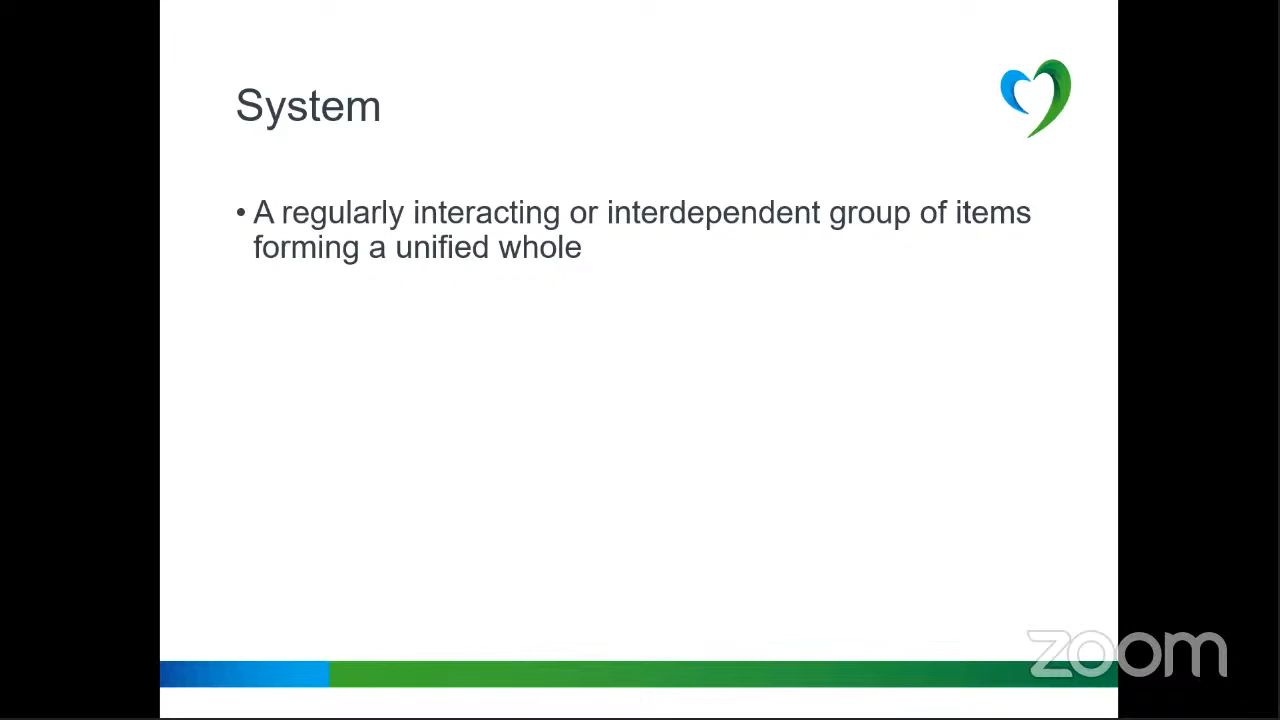 System
• A regularly interacting or interdependent group of items
forming a unified whole
zoom